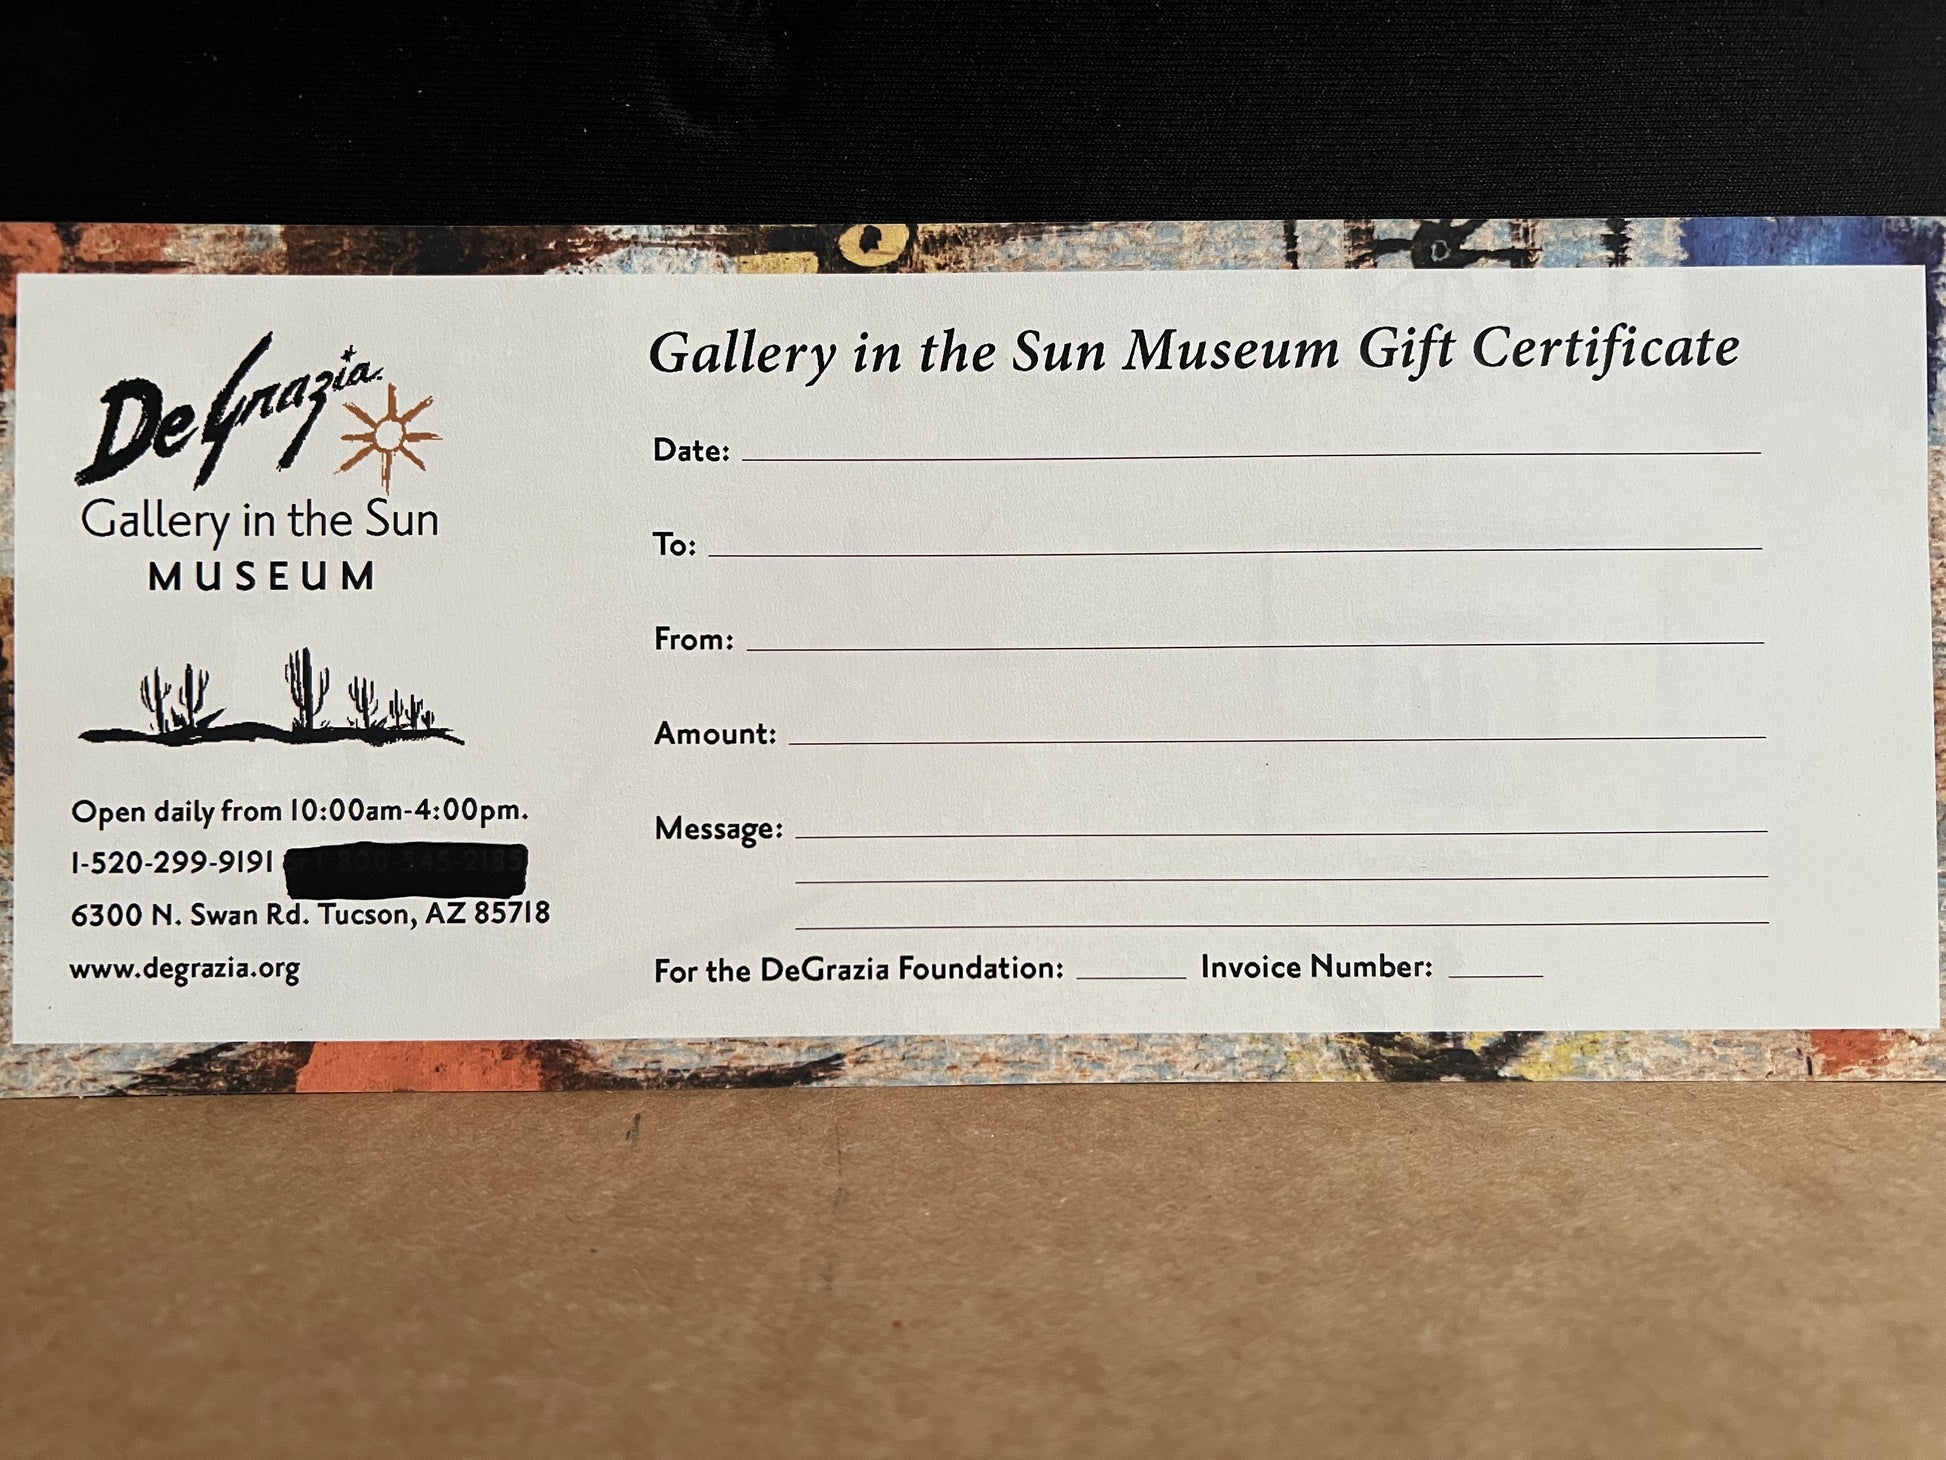 DeGrazia
Gallery in the Sun
MUSEUM
Open daily from 10:00am-4:00pm.
1-520-299-9191
6300 N. Swan Rd. Tucson, AZ 85718
www.degrazia.org
Gallery in the Sun Museum Gift Certificate
Date:
To:
From:
Amount:
Message:
For the DeGrazia Foundation: Invoice Number: